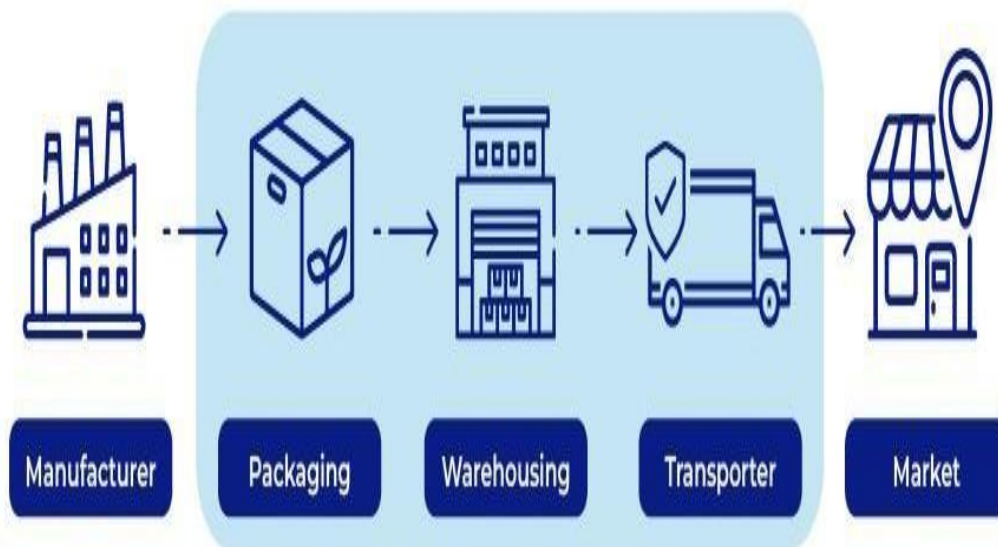 Manufacturer
Packaging
Warehousing
Transporter
Market